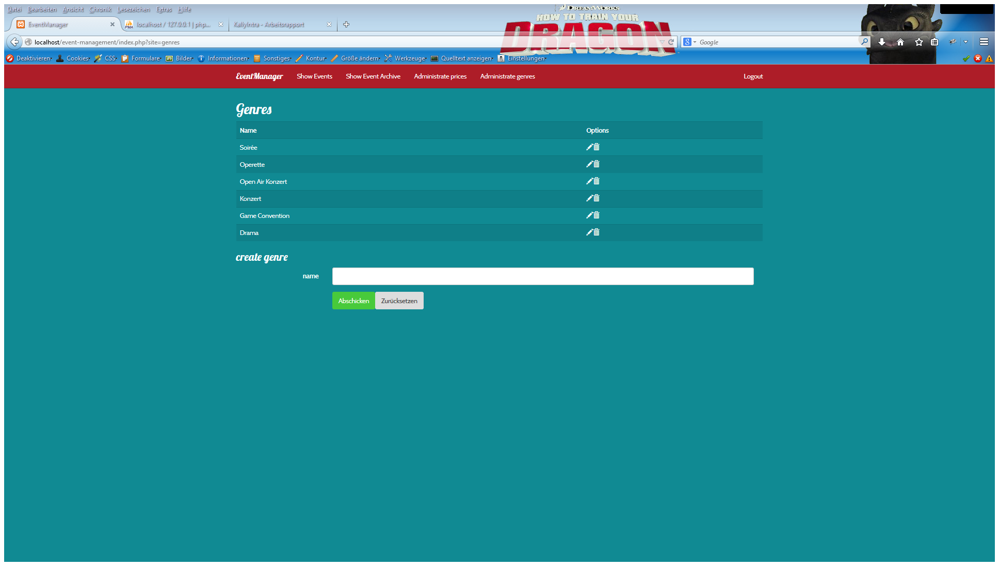 Datei Bearbeiten Ansicht Chronik Lesezeichen Extras Hilfe
DREAMWORKS
HOW TO TRAIN YOUR
DRAGON
EventManager localhost / 127.0.0.1 | php... KallyIntra - Arbeitsrapport
localhost/event-management/index.php?site=genres Google
Deaktivieren Cookies CSS Formulare Bilder Informationen Sonstiges Kontur Größe ändern Werkzeuge Quelltext anzeigen Einstellungen
EventManager Show Events Show Event Archive Administrate prices Administrate genres Logout
Genres
Name Options
Soirée
Operette
Open Air Konzert
Konzert
Game Convention
Drama
create genre
name
Abschicken Zurücksetzen